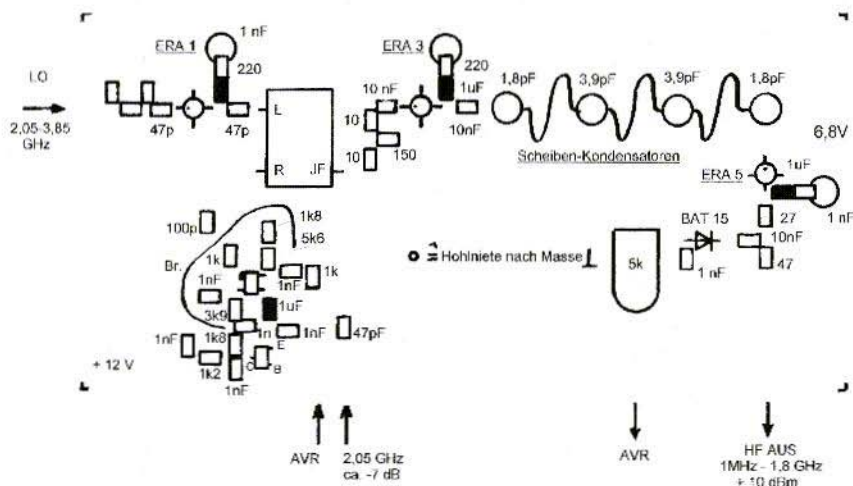 ERA 1
1 nF
220
LO
2,05-3,85
GHz
47p
47p
L
R
JF
ERA 3
220
1uF
10 nF
10nF
10
10
150
1,8pF
3,9pF
3,9pF
1,8pF
Scheiben-Kondensatoren
6,8V
1uF
ERA 5
1 nF
BAT 15
27
10nF
47
1 nF
5k
= Hohlniete nach Masse
100p
1k8
5k6
Br.
1k
1nF
1nF
1k
3k9
1uF
1nF
1k8
1n
E
1nF
47pF
1k2
C
B
1nF
+ 12 V
AVR
2,05 GHz
ca. -7 dB
AVR
HF AUS
1MHz - 1,8 GHz
+ 10 dBm